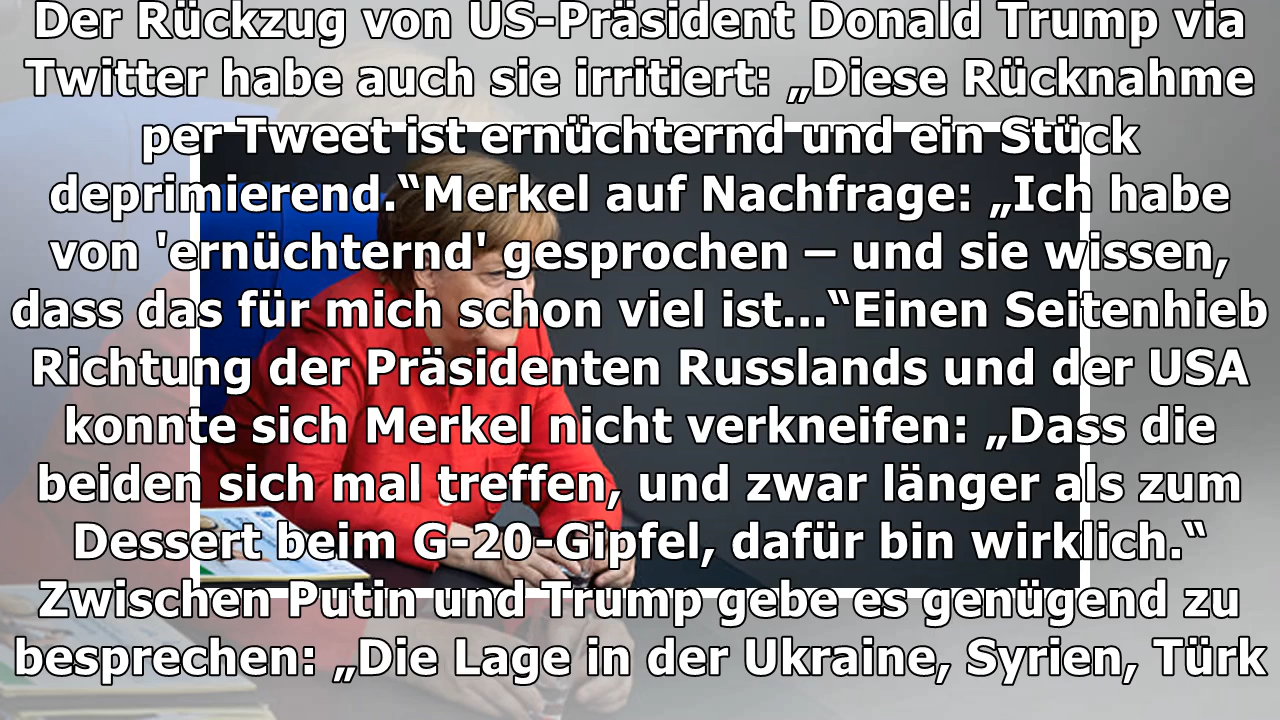 Der Rückzug von US-Präsident Donald Trump via
Twitter habe auch sie irritiert: „Diese Rücknahme
per Tweet ist ernüchternd und ein Stück
deprimierend.“Merkel auf Nachfrage: „Ich habe
von 'ernüchternd' gesprochen – und sie wissen,
dass das für mich schon viel ist...“Einen Seitenhieb
Richtung der Präsidenten Russlands und der USA
konnte sich Merkel nicht verkneifen: „Dass die
beiden sich mal treffen, und zwar länger als zum
Dessert beim G-20-Gipfel, dafür bin wirklich.“
Zwischen Putin und Trump gebe es genügend zu
besprechen: „Die Lage in der Ukraine, Syrien, Türk